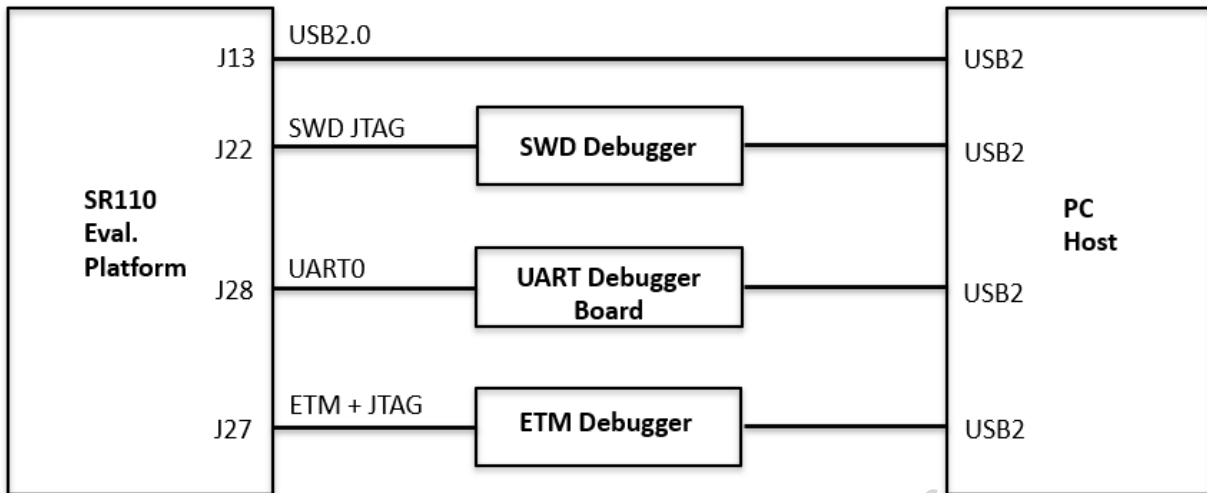 USB2.0
J13
USB2
SWD JTAG
J22
SWD Debugger
USB2
SR110
Eval.
Platform
PC
Host
UART0
J28
UART Debugger
Board
USB2
ETM + JTAG
J27
ETM Debugger
USB2